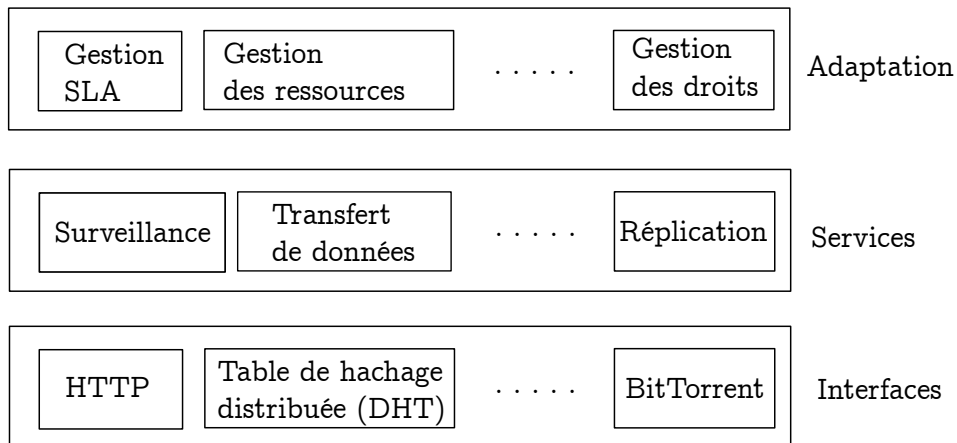 Gestion
SLA
Gestion
des ressources
. . . . .
Gestion
des droits
Adaptation
Surveillance
Transfert
de données
. . . . .
Réplication
Services
HTTP
Table de hachage
distribuée (DHT)
. . . . .
BitTorrent
Interfaces